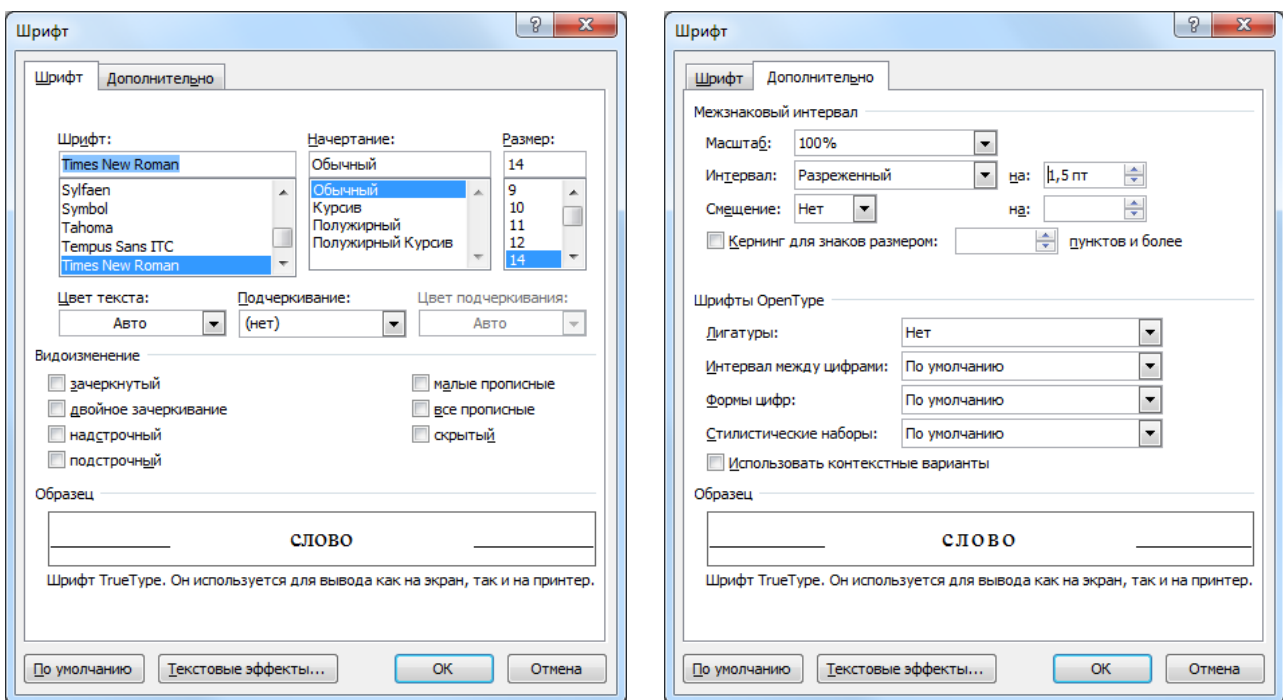 Шрифт
Шрифт
Дополнительно
Шрифт:
Начертание:
Размер:
Times New Roman
Обычный
14
Sylfaen
Symbol
Tahoma
Tempus Sans ITC
Times New Roman
Обычный
Курсив
Полужирный
Полужирный Курсив
9
10
11
12
14
Цвет текста:
Подчеркивание:
Цвет подчеркивания:
Авто
(нет)
Авто
Видоизменение
зачеркнутый
двойное зачеркивание
надстрочный
подстрочный
малые прописные
все прописные
скрытый
Образец
слово
Шрифт TrueType. Он используется для вывода как на экран, так и на принтер.
По умолчанию
Текстовые эффекты...
ОК
Отмена
Шрифт
Шрифт
Дополнительно
Межзнаковый интервал
Масштаб: 100%
Интервал: Разреженный на: 1,5 пт
Смещение: Нет на:
Кернинг для знаков размером: пунктов и более
Шрифты OpenType
Лигатуры: Нет
Интервал между цифрами: По умолчанию
Формы цифр: По умолчанию
Стилистические наборы: По умолчанию
Использовать контекстные варианты
Образец
слово
Шрифт TrueType. Он используется для вывода как на экран, так и на принтер.
По умолчанию
Текстовые эффекты...
ОК
Отмена